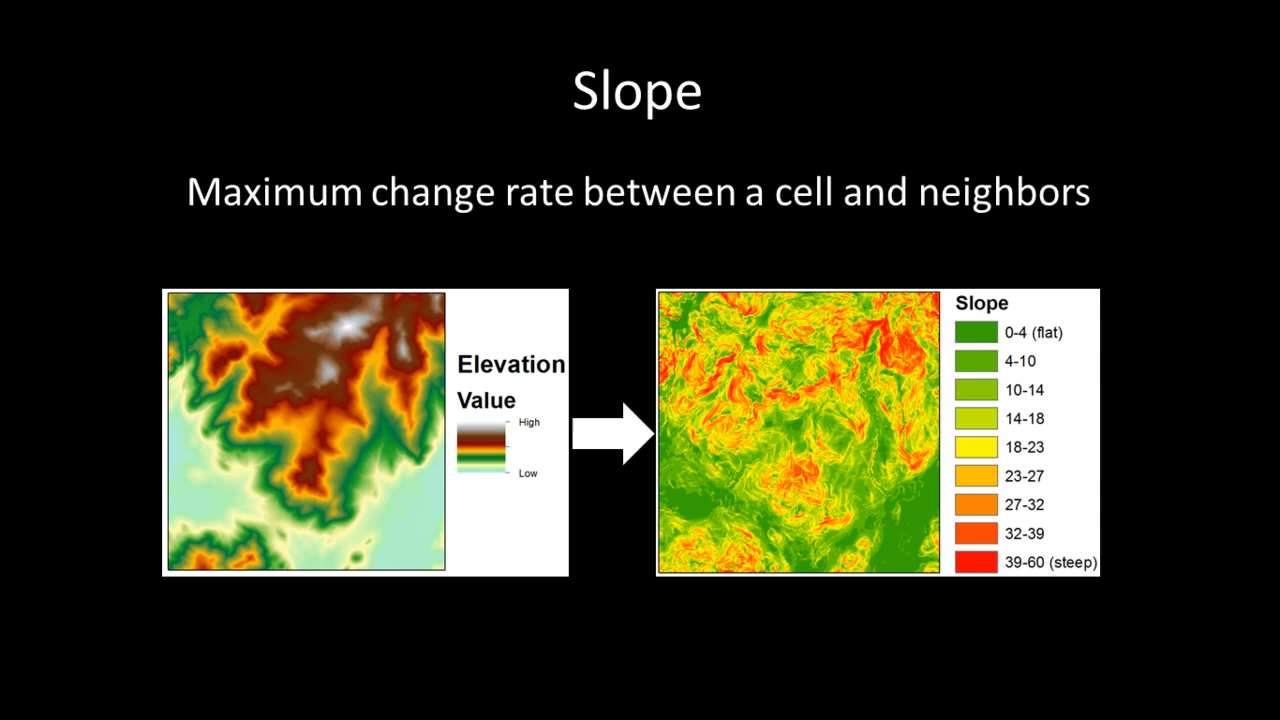 Slope
Maximum change rate between a cell and neighbors
Elevation
Value
High
Low
Slope
0-4 (flat)
4-10
10-14
14-18
18-23
23-27
27-32
32-39
39-60 (steep)